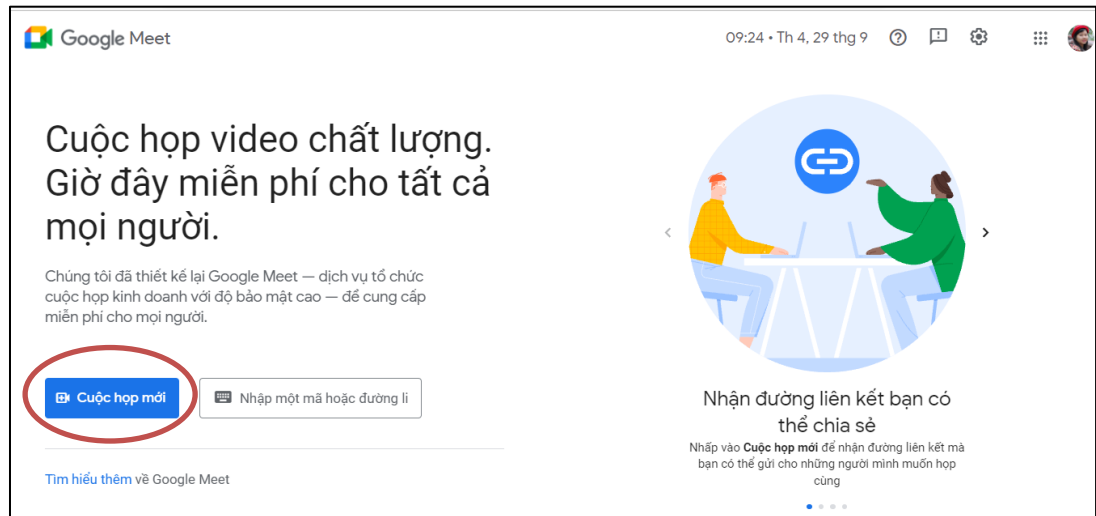 Google Meet
09:24 • Th 4, 29 thg 9
Cuộc họp video chất lượng.
Giờ đây miễn phí cho tất cả
mọi người.
Chúng tôi đã thiết kế lại Google Meet — dịch vụ tổ chức
cuộc họp kinh doanh với độ bảo mật cao — để cung cấp
miễn phí cho mọi người.
Cuộc họp mới
Nhập một mã hoặc đường li
Tìm hiểu thêm về Google Meet
Nhận đường liên kết bạn có
thể chia sẻ
Nhấp vào Cuộc họp mới để nhận đường liên kết mà
bạn có thể gửi cho những người mình muốn họp
cùng